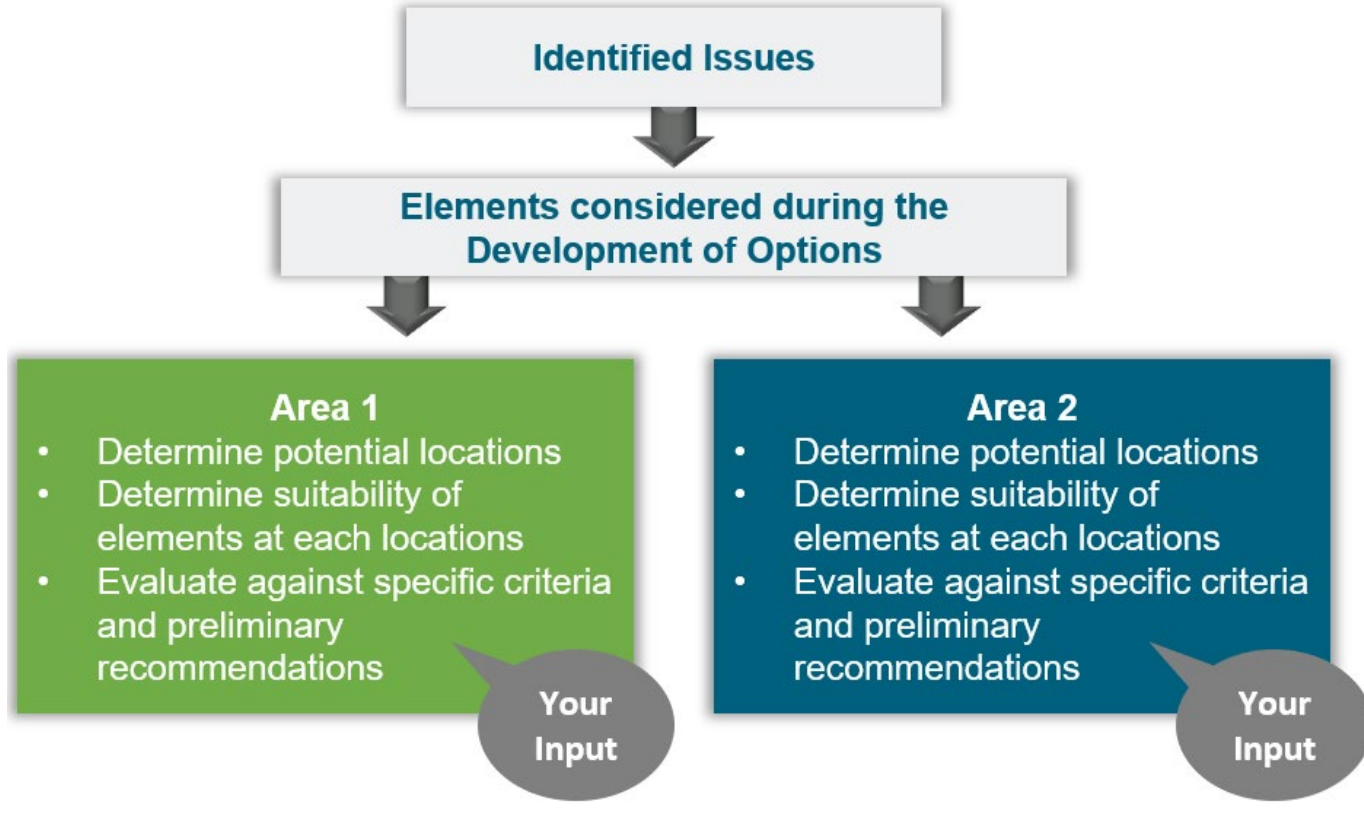 Identified Issues
Elements considered during the
Development of Options
Area 1
• Determine potential locations
• Determine suitability of
elements at each locations
• Evaluate against specific criteria
and preliminary
recommendations
Your
Input
Area 2
• Determine potential locations
• Determine suitability of
elements at each locations
• Evaluate against specific criteria
and preliminary
recommendations
Your
Input